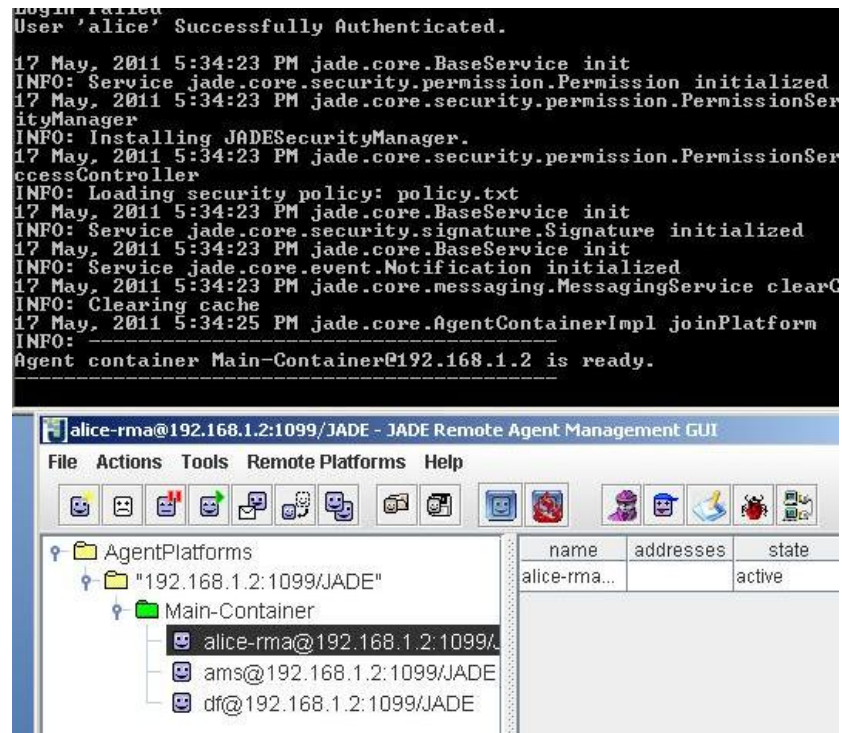 Login Failed
User 'alice' Successfully Authenticated.
17 May, 2011 5:34:23 PM jade.core.BaseService init
INFO: Service jade.core.security.permission.Permission initialized
17 May, 2011 5:34:23 PM jade.core.security.permission.PermissionSer
ityManager
INFO: Installing JADESecurityManager.
17 May, 2011 5:34:23 PM jade.core.security.permission.PermissionSer
ccessController
INFO: Loading security policy: policy.txt
17 May, 2011 5:34:23 PM jade.core.BaseService init
INFO: Service jade.core.security.signature.Signature initialized
17 May, 2011 5:34:23 PM jade.core.BaseService init
INFO: Service jade.core.event.Notification initialized
17 May, 2011 5:34:23 PM jade.core.messaging.MessagingService clearC
INFO: Clearing cache
17 May, 2011 5:34:25 PM jade.core.AgentContainerImpl joinPlatform
INFO: --------------------------------------
Agent container Main-Container@192.168.1.2 is ready.
--------------------------------------------
alice-rma@192.168.1.2:1099/JADE - JADE Remote Agent Management GUI
File Actions Tools Remote Platforms Help
AgentPlatforms
"192.168.1.2:1099/JADE"
Main-Container
alice-rma@192.168.1.2:1099/J
ams@192.168.1.2:1099/JADE
df@192.168.1.2:1099/JADE
name addresses state
alice-rma... active